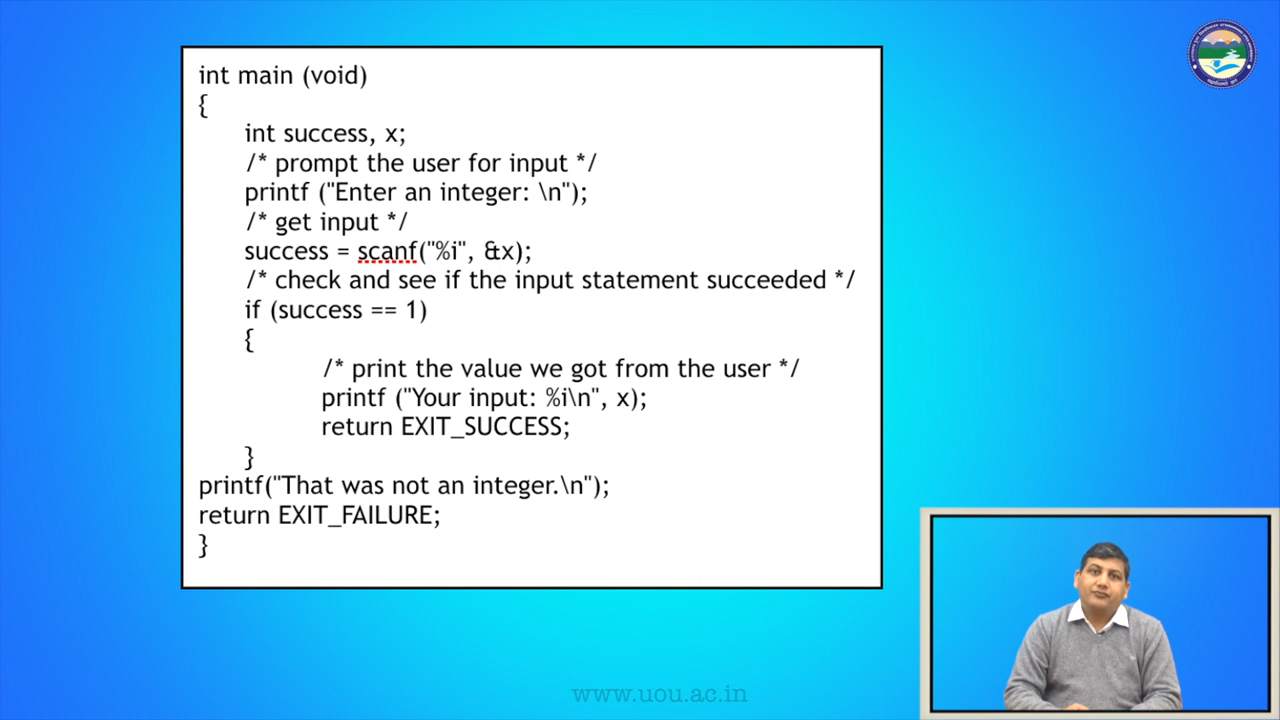 int main (void)
{
int success, x;
/* prompt the user for input */
printf ("Enter an integer: \n");
/* get input */
success = scanf("%i", &x);
/* check and see if the input statement succeeded */
if (success == 1)
{
/* print the value we got from the user */
printf ("Your input: %i\n", x);
return EXIT_SUCCESS;
}
printf("That was not an integer.\n");
return EXIT_FAILURE;
}
www.uou.ac.in